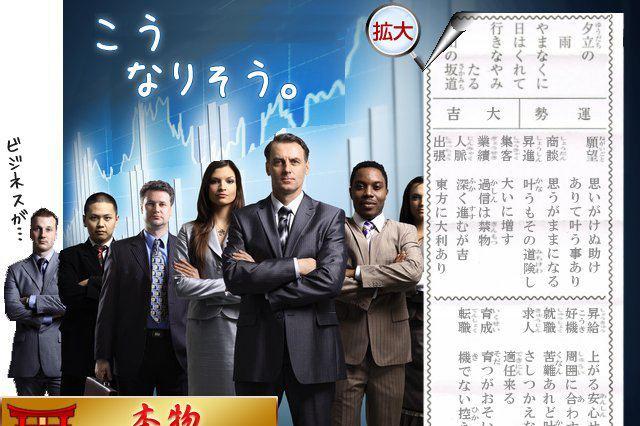 こう
なりそう。
ビジネスが…
拡大
夕立の
雨
やまなくに
日はくれて
行きなやみ
たる
の坂道
運勢
大吉
願望 思いがけぬ助け
ありて叶う事あり
商談 思うがままになる
昇進 叶うもその道険し
集客 大いに増す
業績 過信は禁物
人脈 深く進むが吉
出張 東方に大利あり
昇給 上がる安心
好機 周囲に合わ
就職 苦難あれど
求人 さしつかえ
適任来る
育成 育つがおそ
転職 機でない控
本物